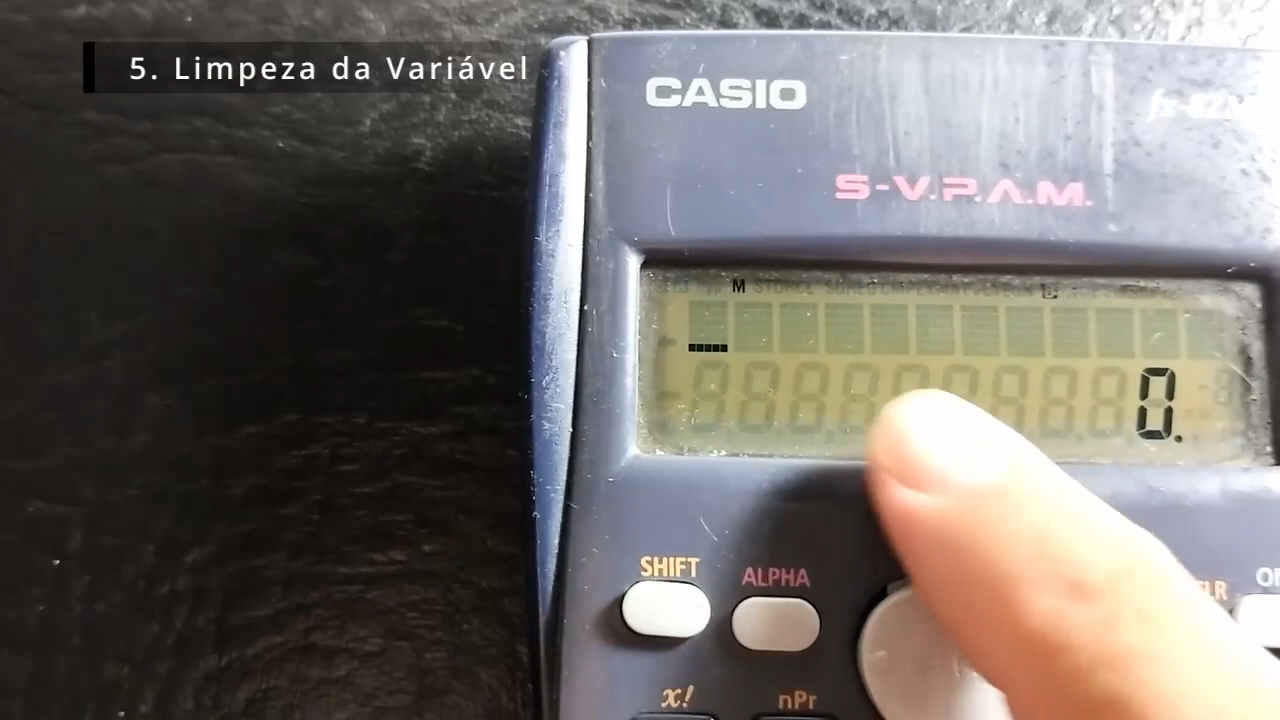 5. Limpeza da Variável
CASIO
S-V.P.A.M.
M
0.
SHIFT
ALPHA
x!
nPr